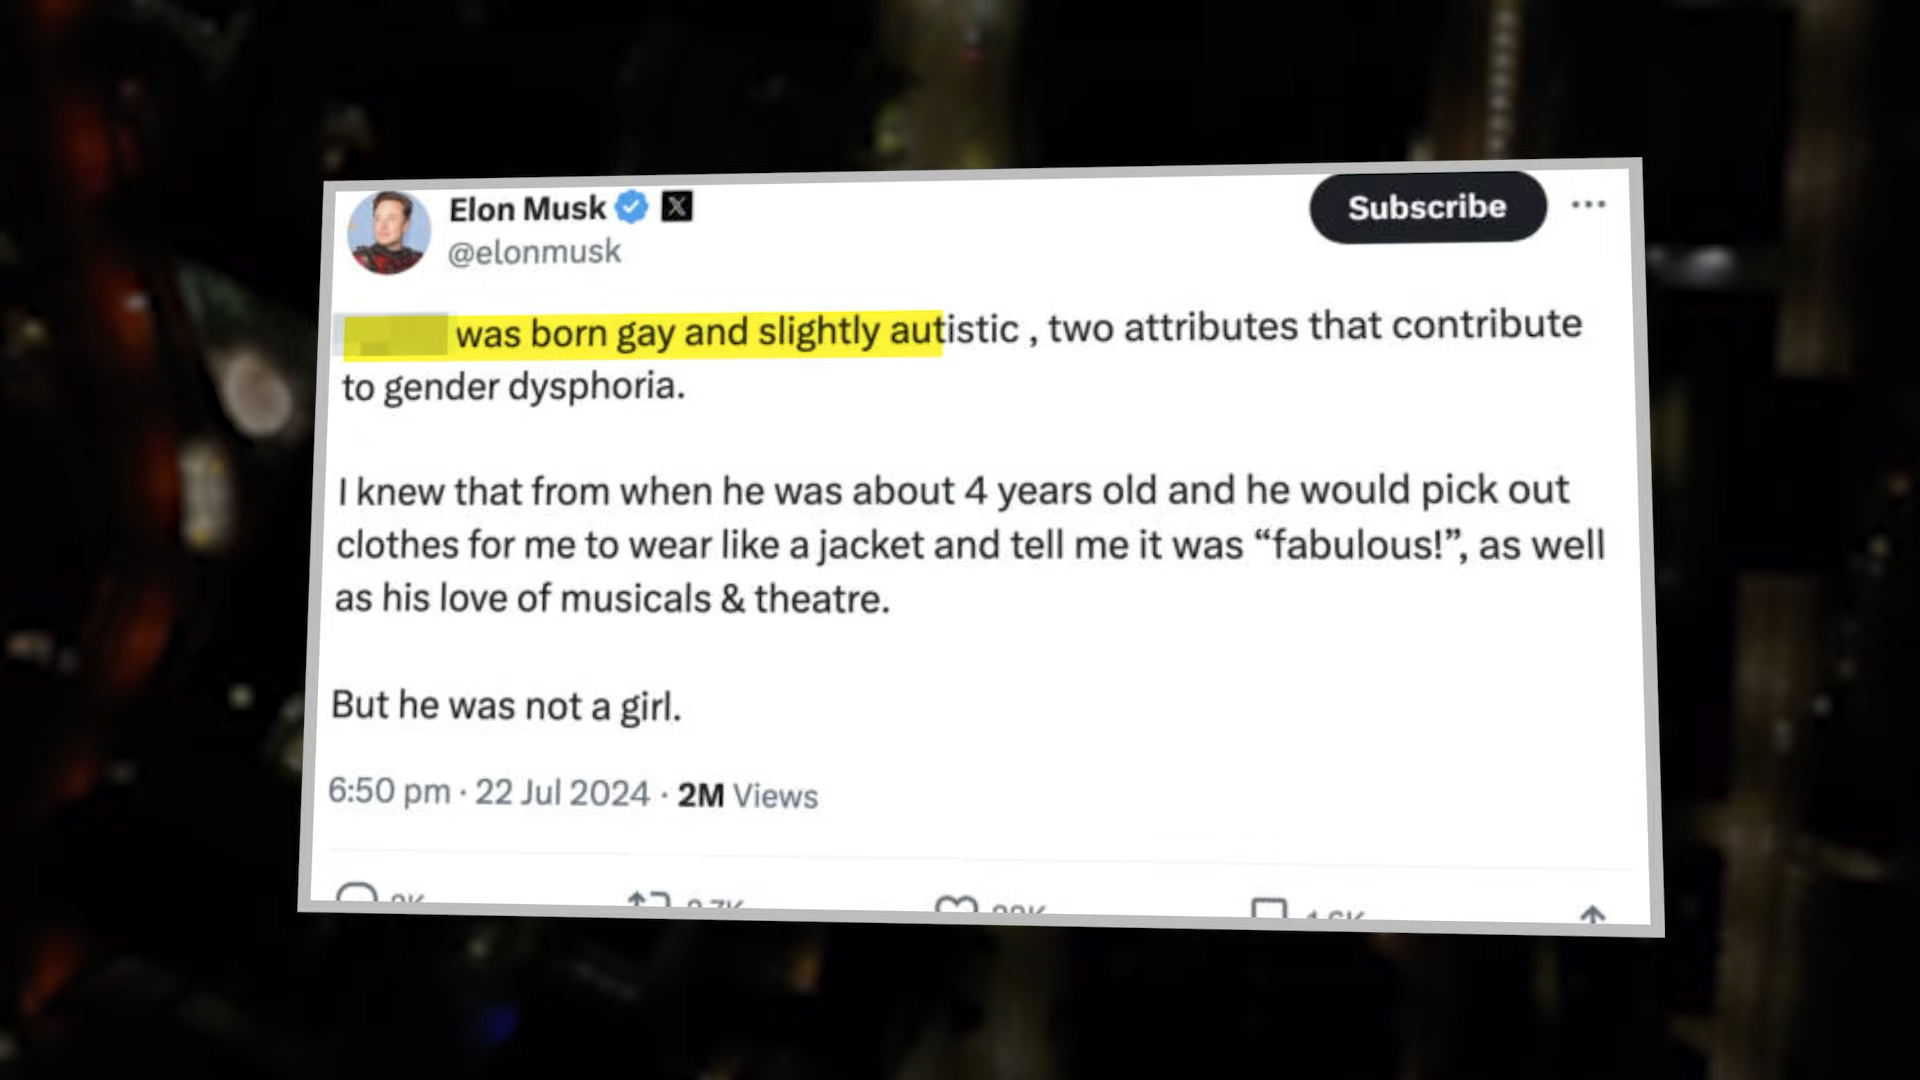 Elon Musk
@elonmusk
Subscribe
was born gay and slightly autistic , two attributes that contribute
to gender dysphoria.
I knew that from when he was about 4 years old and he would pick out
clothes for me to wear like a jacket and tell me it was “fabulous!”, as well
as his love of musicals & theatre.
But he was not a girl.
6:50 pm · 22 Jul 2024 · 2M Views